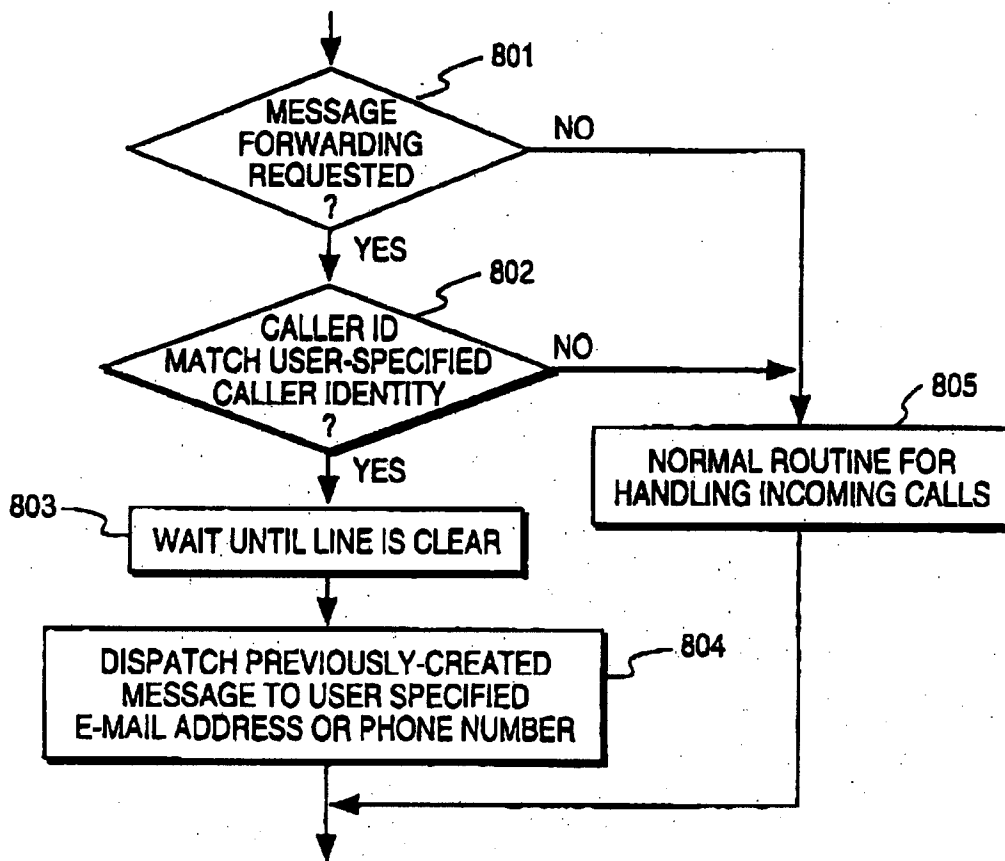 801
MESSAGE
FORWARDING
REQUESTED
?
NO
YES
802
CALLER ID
MATCH USER-SPECIFIED
CALLER IDENTITY
?
NO
YES
805
NORMAL ROUTINE FOR
HANDLING INCOMING CALLS
803
WAIT UNTIL LINE IS CLEAR
804
DISPATCH PREVIOUSLY-CREATED
MESSAGE TO USER SPECIFIED
E-MAIL ADDRESS OR PHONE NUMBER